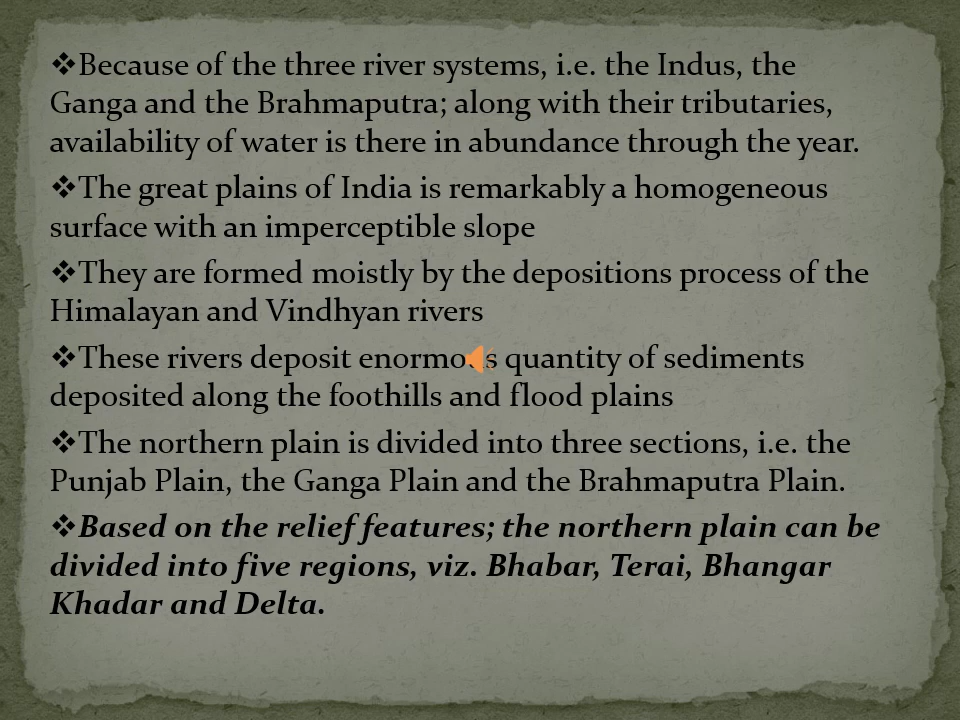 ❖Because of the three river systems, i.e. the Indus, the
Ganga and the Brahmaputra; along with their tributaries,
availability of water is there in abundance through the year.
❖The great plains of India is remarkably a homogeneous
surface with an imperceptible slope
❖They are formed moistly by the depositions process of the
Himalayan and Vindhyan rivers
❖These rivers deposit enormous quantity of sediments
deposited along the foothills and flood plains
❖The northern plain is divided into three sections, i.e. the
Punjab Plain, the Ganga Plain and the Brahmaputra Plain.
❖Based on the relief features; the northern plain can be
divided into five regions, viz. Bhabar, Terai, Bhangar
Khadar and Delta.